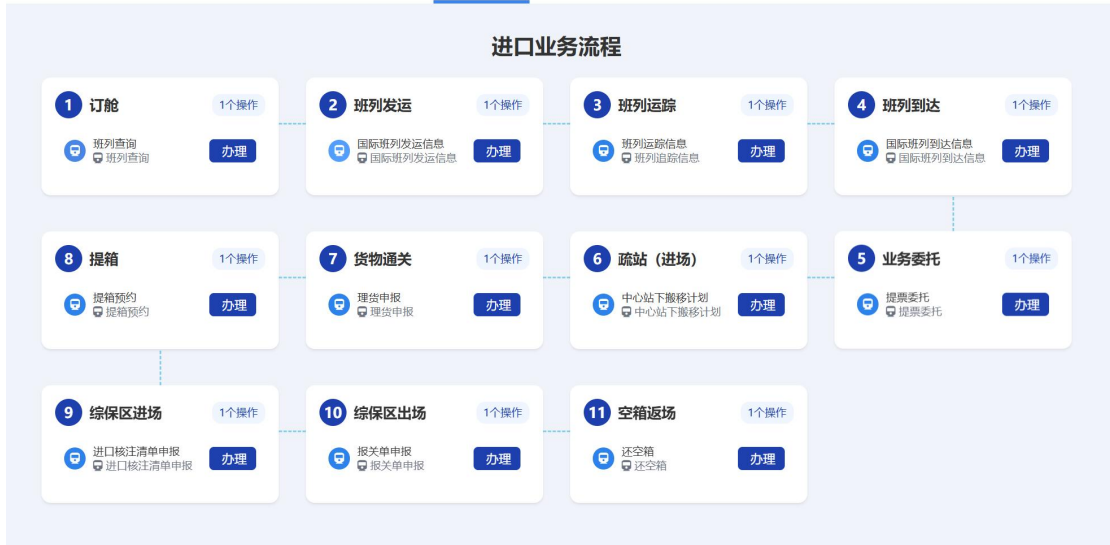 进口业务流程
1 订舱 1个操作
班列查询
班列查询
办理
2 班列发运 1个操作
国际班列发运信息
国际班列发运信息
办理
3 班列运踪 1个操作
班列运踪信息
班列追踪信息
办理
4 班列到达 1个操作
国际班列到达信息
国际班列到达信息
办理
8 提箱 1个操作
提箱预约
提箱预约
办理
7 货物通关 1个操作
理货申报
理货申报
办理
6 疏站（进场） 1个操作
中心站下搬移计划
中心站下搬移计划
办理
5 业务委托 1个操作
提票委托
提票委托
办理
9 综保区进场 1个操作
进口核注清单申报
进口核注清单申报
办理
10 综保区出场 1个操作
报关单申报
报关单申报
办理
11 空箱返场 1个操作
还空箱
还空箱
办理